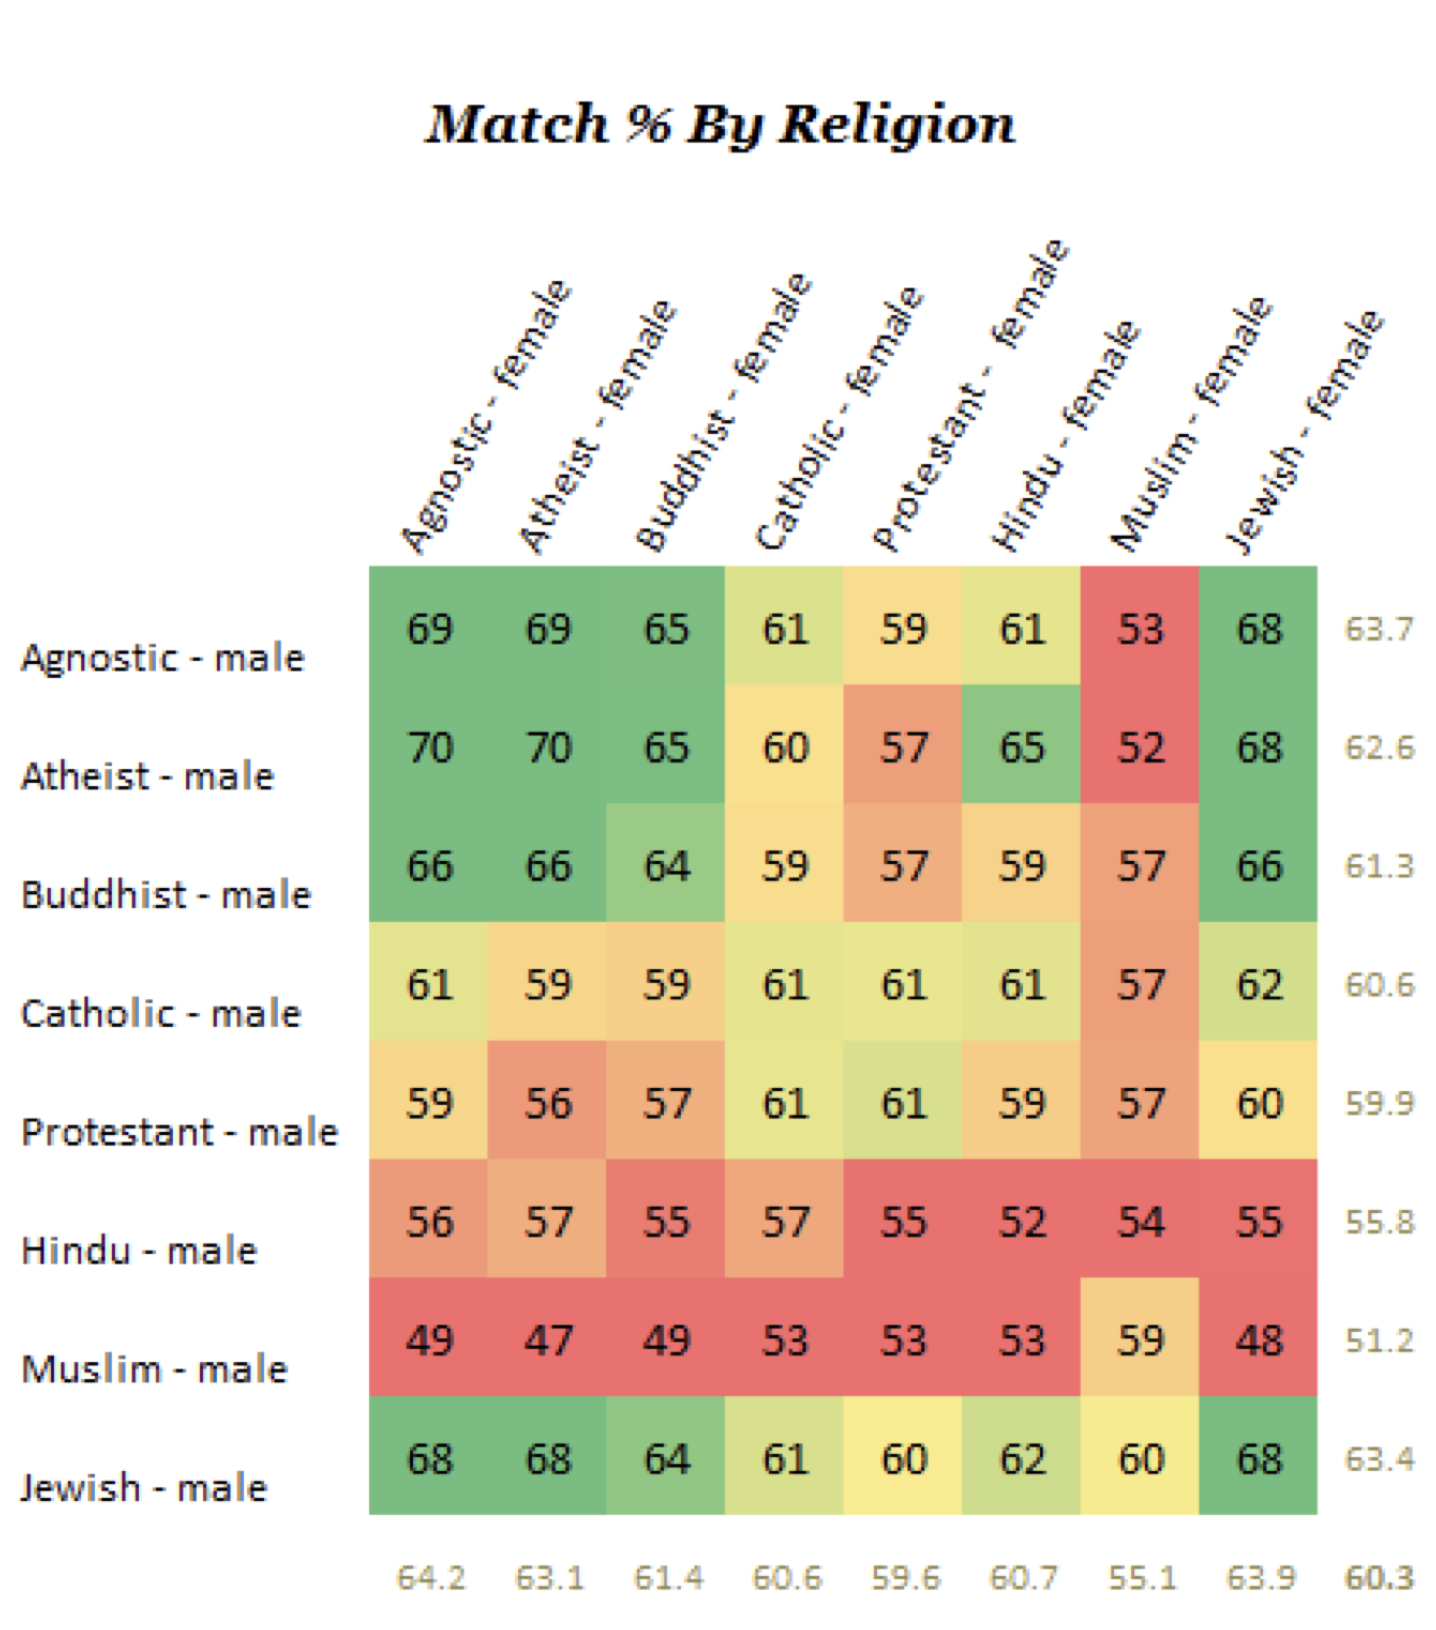 Match % By Religion
Agnostic - female
Atheist - female
Buddhist - female
Catholic - female
Protestant - female
Hindu - female
Muslim - female
Jewish - female
Agnostic - male 69 69 65 61 59 61 53 68 63.7
Atheist - male 70 70 65 60 57 65 52 68 62.6
Buddhist - male 66 66 64 59 57 59 57 66 61.3
Catholic - male 61 59 59 61 61 61 57 62 60.6
Protestant - male 59 56 57 61 61 59 57 60 59.9
Hindu - male 56 57 55 57 55 52 54 55 55.8
Muslim - male 49 47 49 53 53 53 59 48 51.2
Jewish - male 68 68 64 61 60 62 60 68 63.4
64.2 63.1 61.4 60.6 59.6 60.7 55.1 63.9 60.3